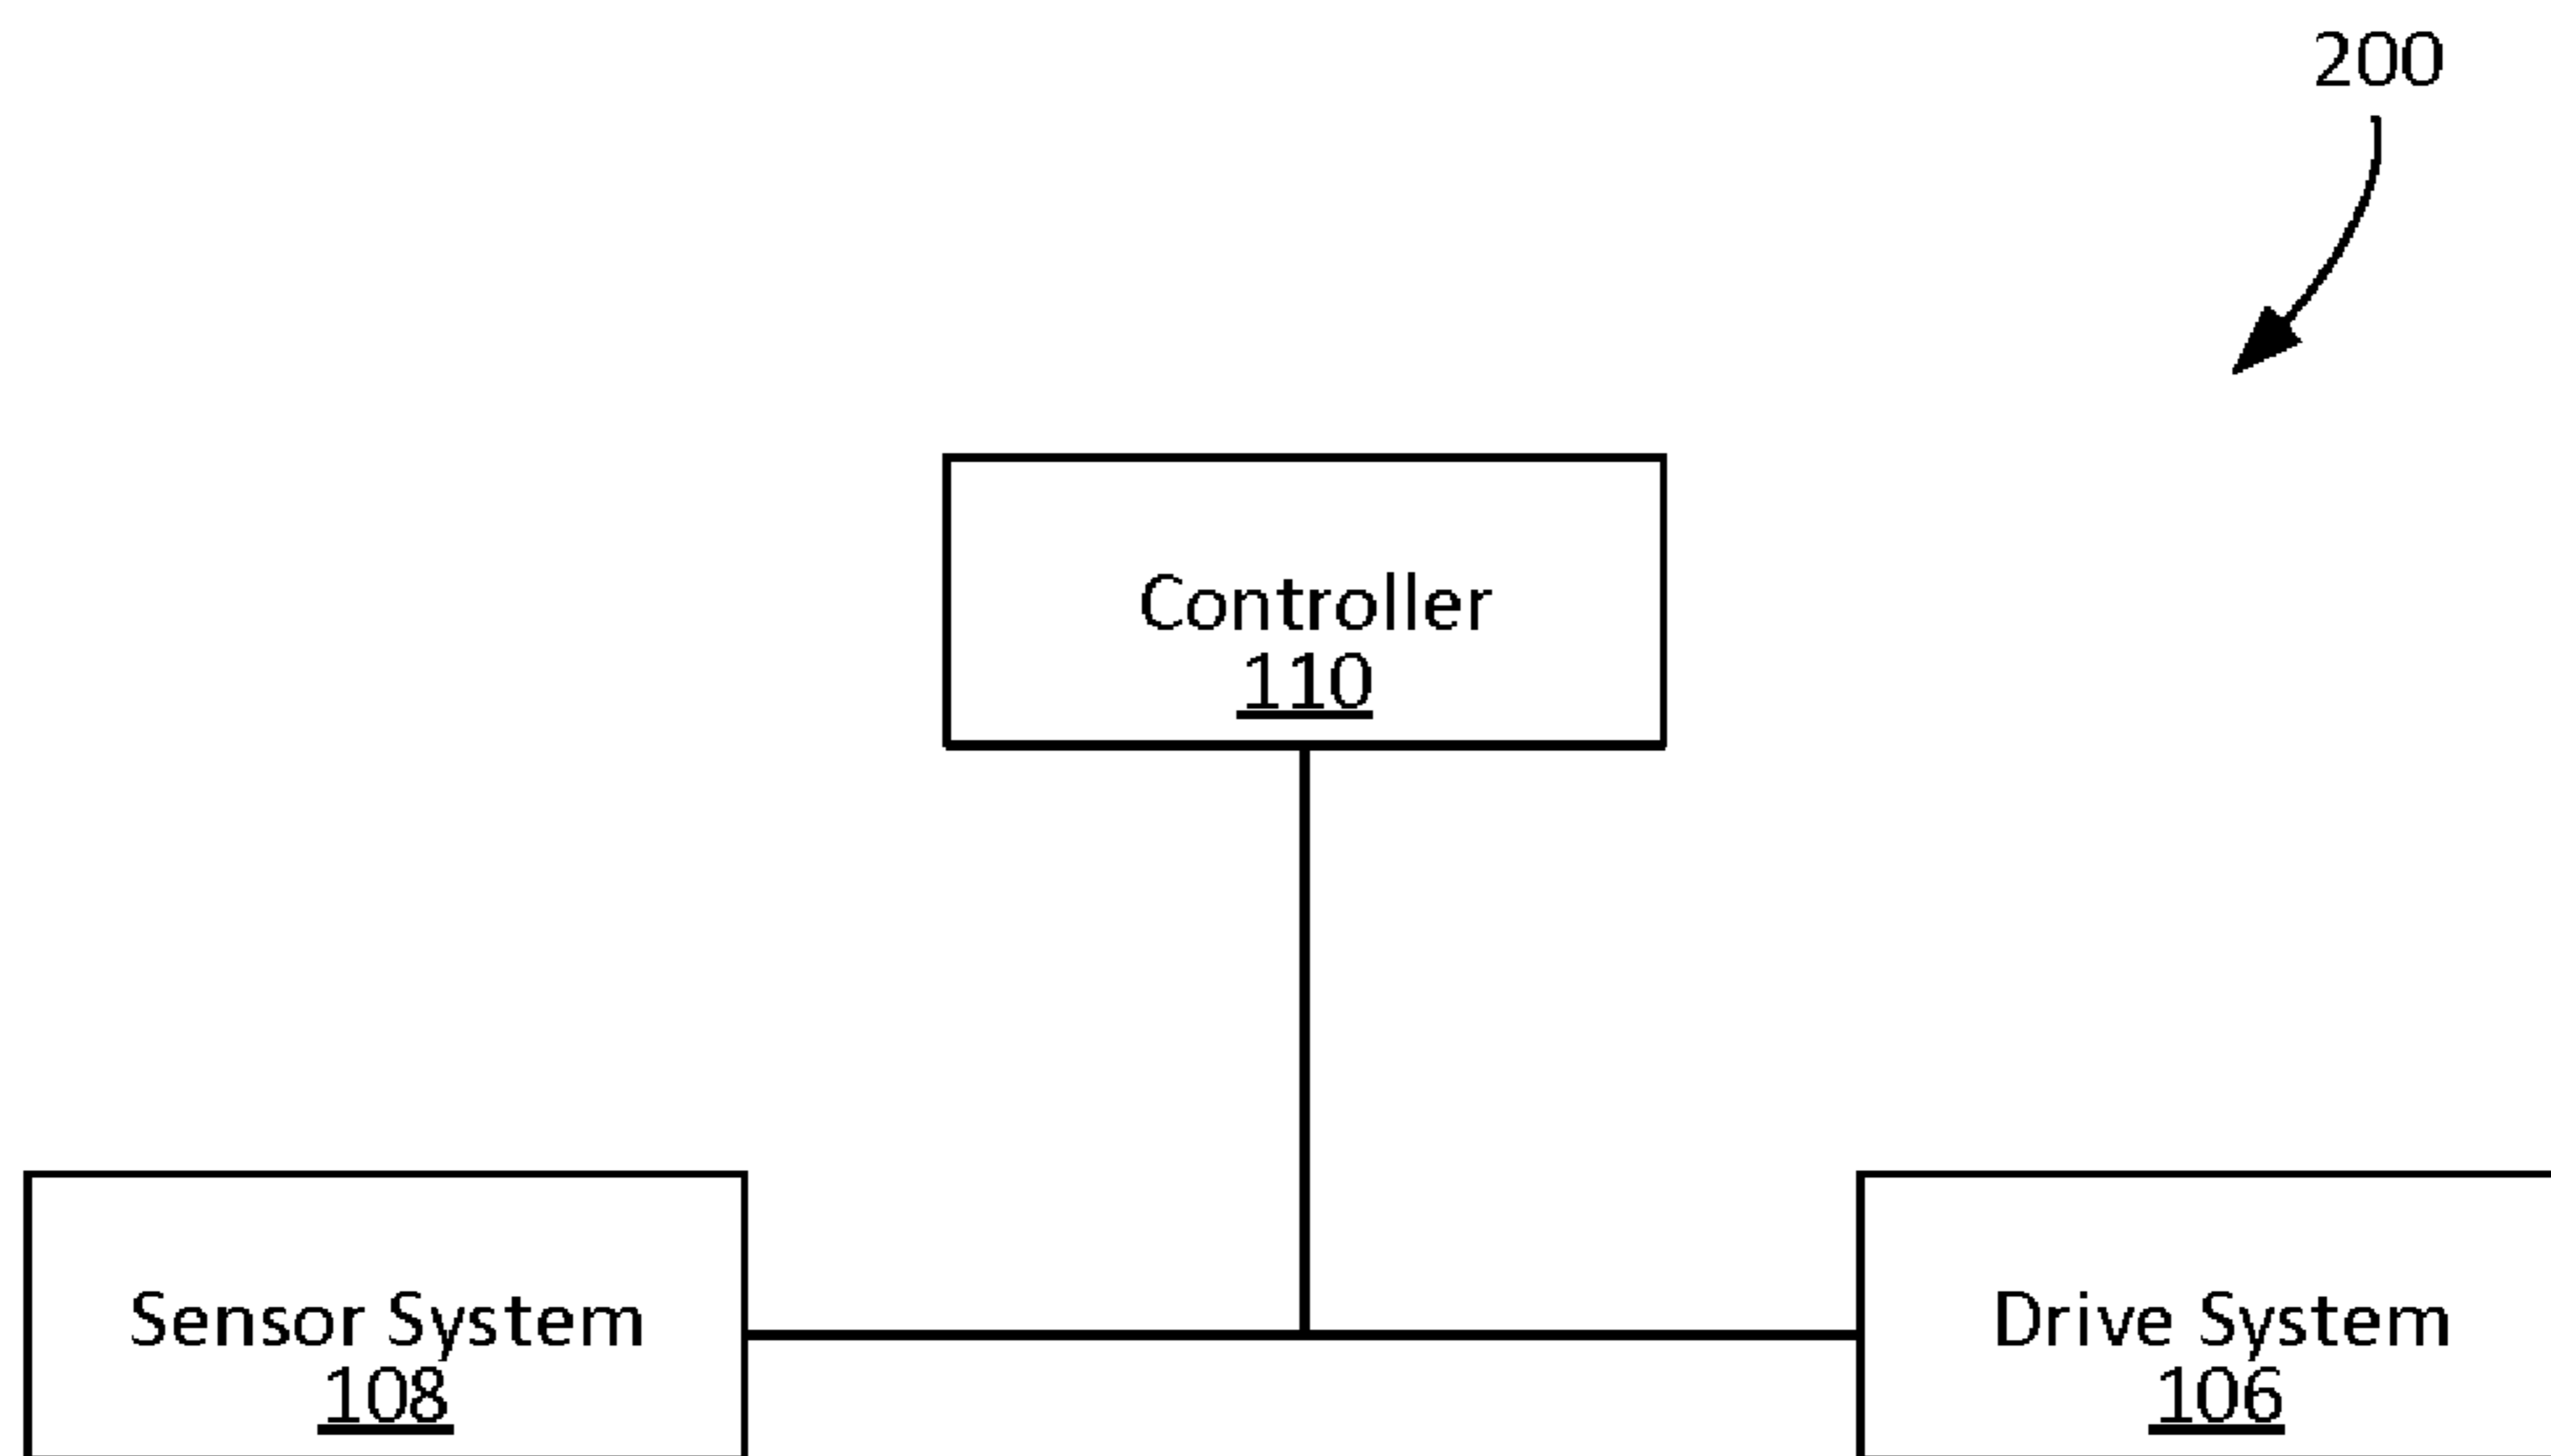 200
Controller
110
Sensor System
108
Drive System
106